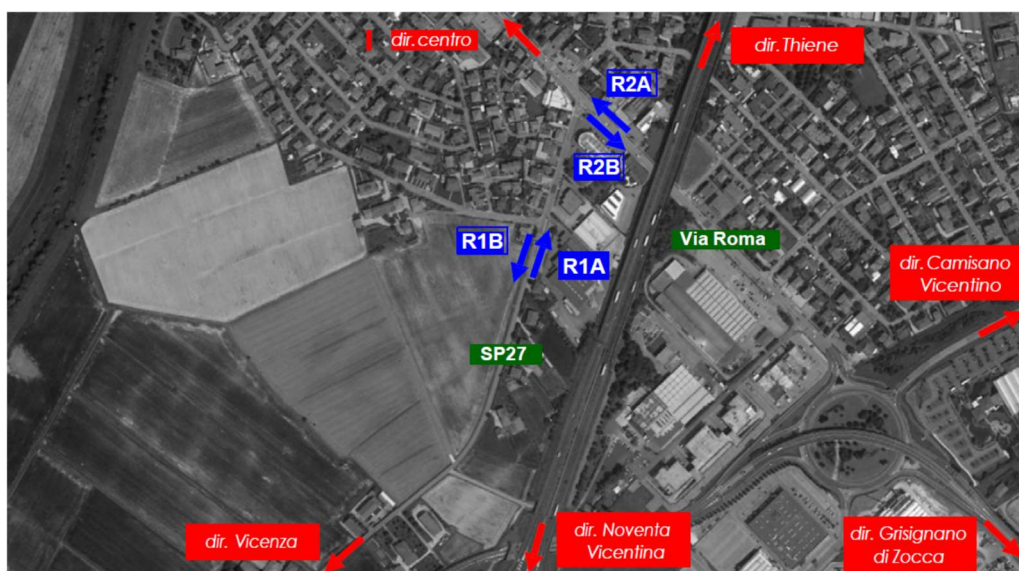 dir. centro
dir. Thiene
R2A
R2B
Via Roma
R1B
R1A
dir. Camisano
Vicentino
SP27
dir. Vicenza
dir. Noventa
Vicentina
dir. Grisignano
di Zocca